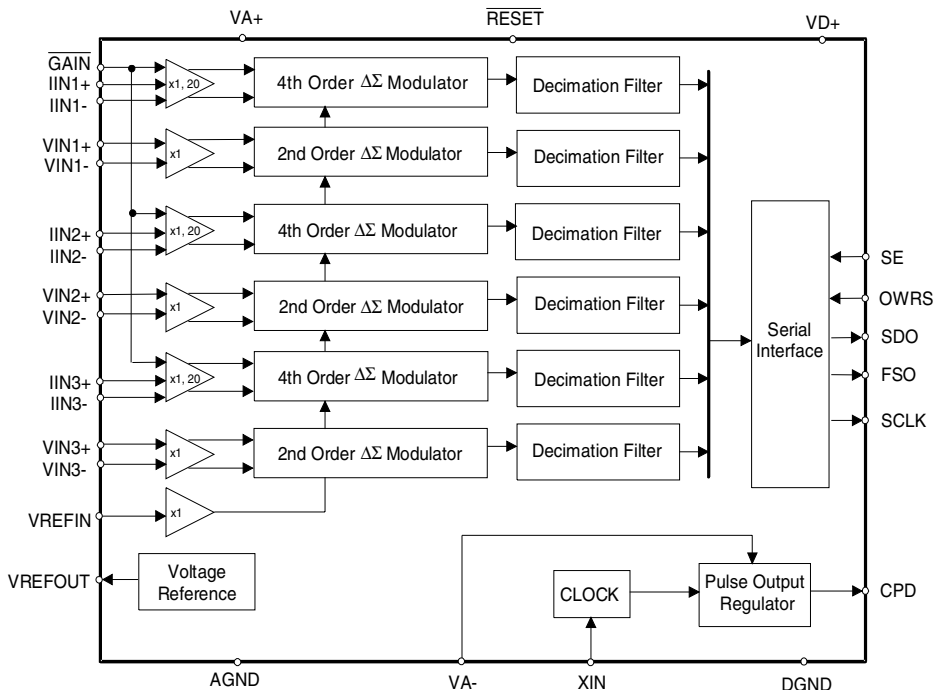 VA+
RESET
VD+
GAIN
IIN1+
IIN1-
x1, 20
4th Order ΔΣ Modulator
Decimation Filter
VIN1+
VIN1-
x1
2nd Order ΔΣ Modulator
Decimation Filter
IIN2+
IIN2-
x1, 20
4th Order ΔΣ Modulator
Decimation Filter
VIN2+
VIN2-
x1
2nd Order ΔΣ Modulator
Decimation Filter
IIN3+
IIN3-
x1, 20
4th Order ΔΣ Modulator
Decimation Filter
VIN3+
VIN3-
x1
2nd Order ΔΣ Modulator
Decimation Filter
Serial
Interface
SE
OWRS
SDO
FSO
SCLK
VREFIN
x1
VREFOUT
Voltage
Reference
CLOCK
Pulse Output
Regulator
CPD
AGND
VA-
XIN
DGND